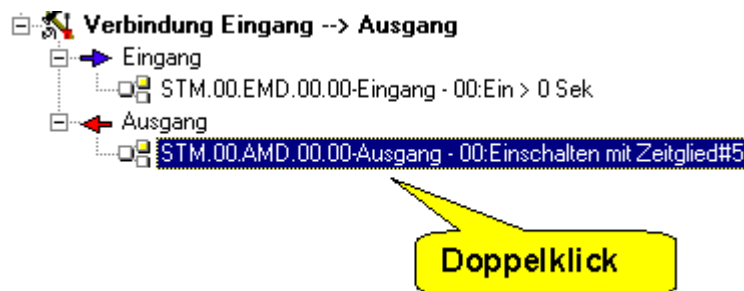 Verbindung Eingang --> Ausgang
Eingang
STM.00.EMD.00.00-Eingang - 00:Ein > 0 Sek
Ausgang
STM.00.AMD.00.00-Ausgang - 00:Einschalten mit Zeitglied#5
Doppelklick